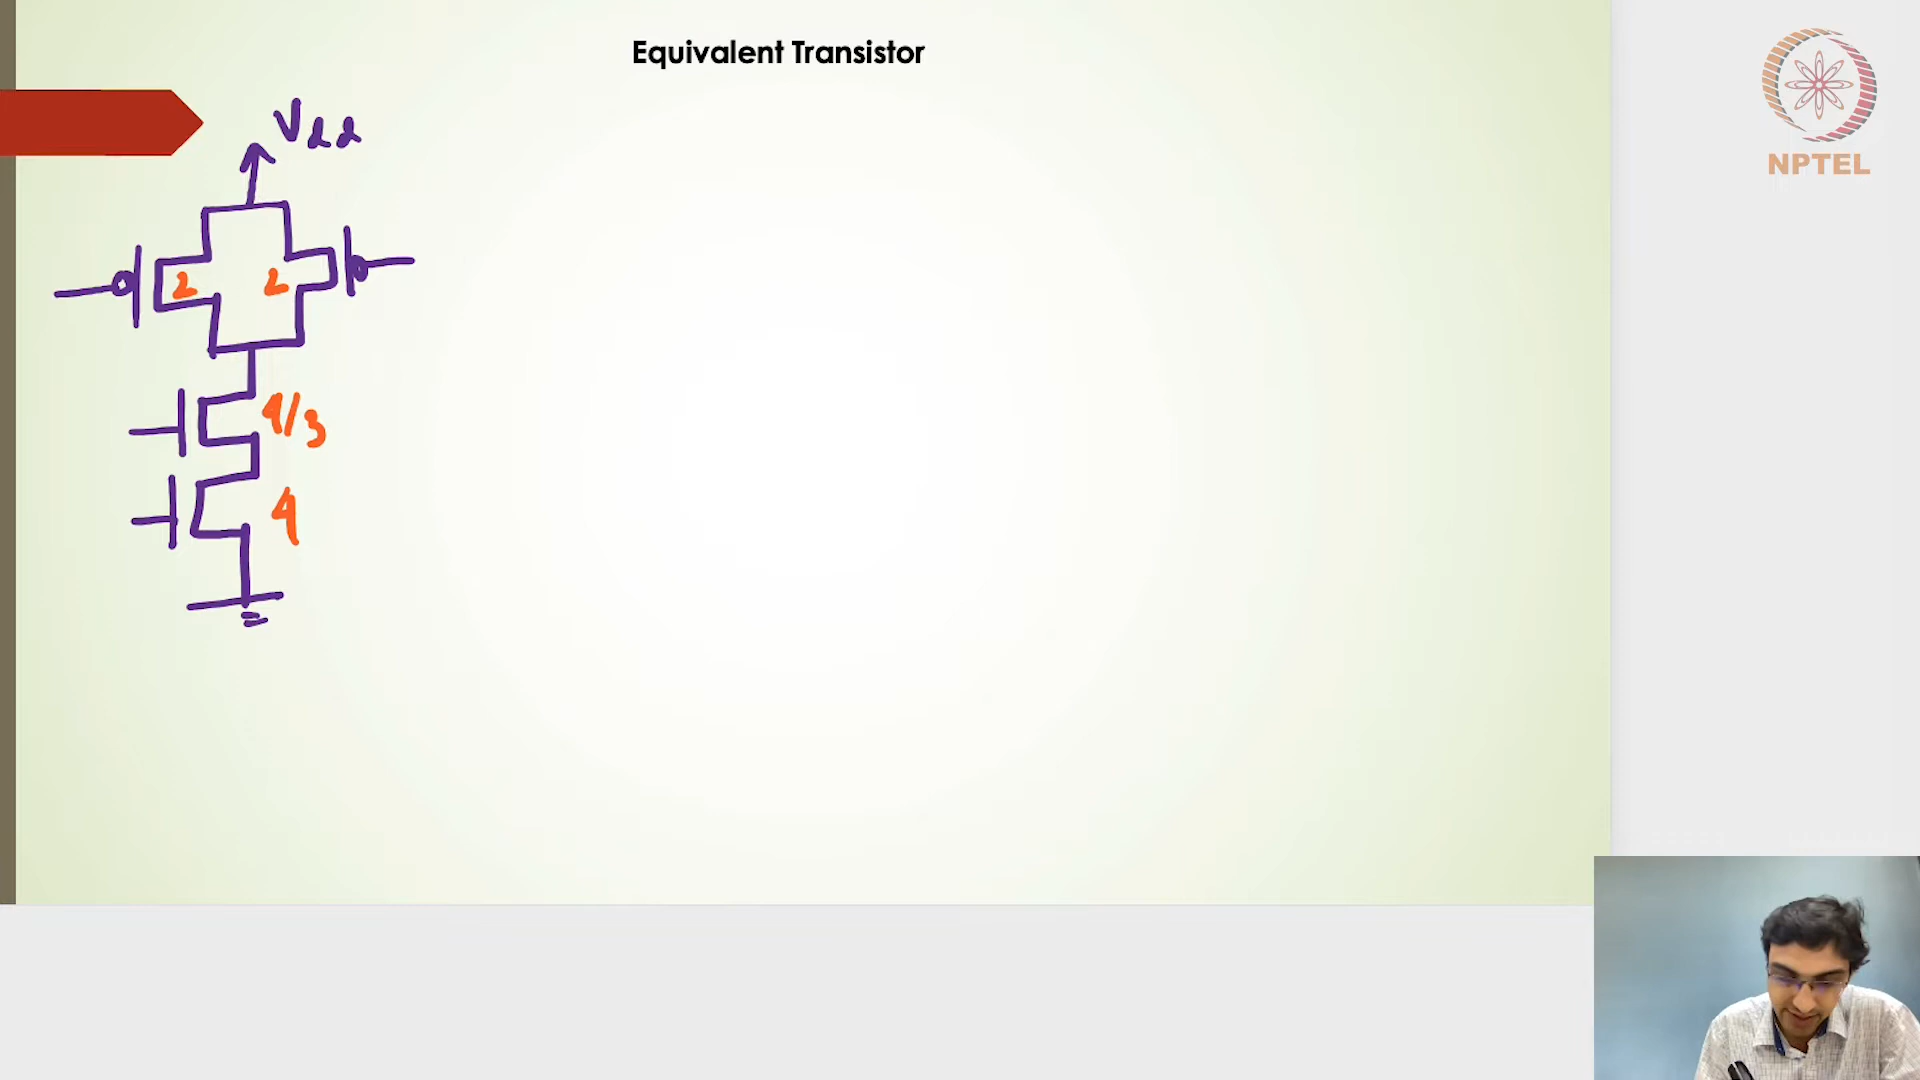 Equivalent Transistor
Vdd
NPTEL
2 2
4/3
4